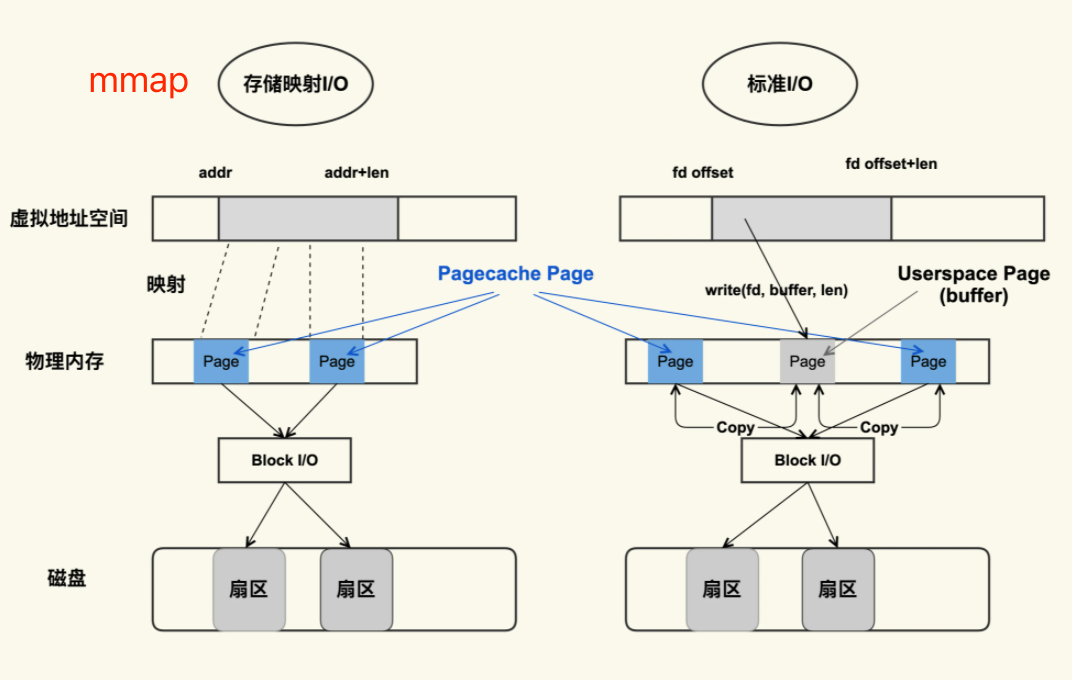 mmap
存储映射I/O
标准I/O
addr
addr+len
fd offset
fd offset+len
虚拟地址空间
映射
Pagecache Page
write(fd, buffer, len)
Userspace Page
(buffer)
物理内存
Page
Page
Page
Page
Page
Copy
Copy
Block I/O
Block I/O
磁盘
扇区
扇区
扇区
扇区